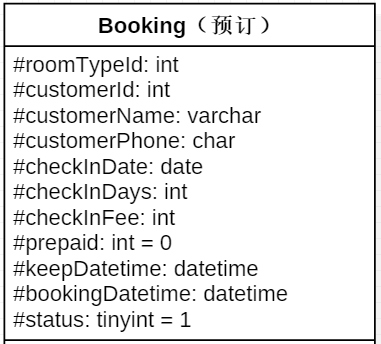 Booking（预订）
#roomTypeId: int
#customerId: int
#customerName: varchar
#customerPhone: char
#checkInDate: date
#checkInDays: int
#checkInFee: int
#prepaid: int = 0
#keepDatetime: datetime
#bookingDatetime: datetime
#status: tinyint = 1